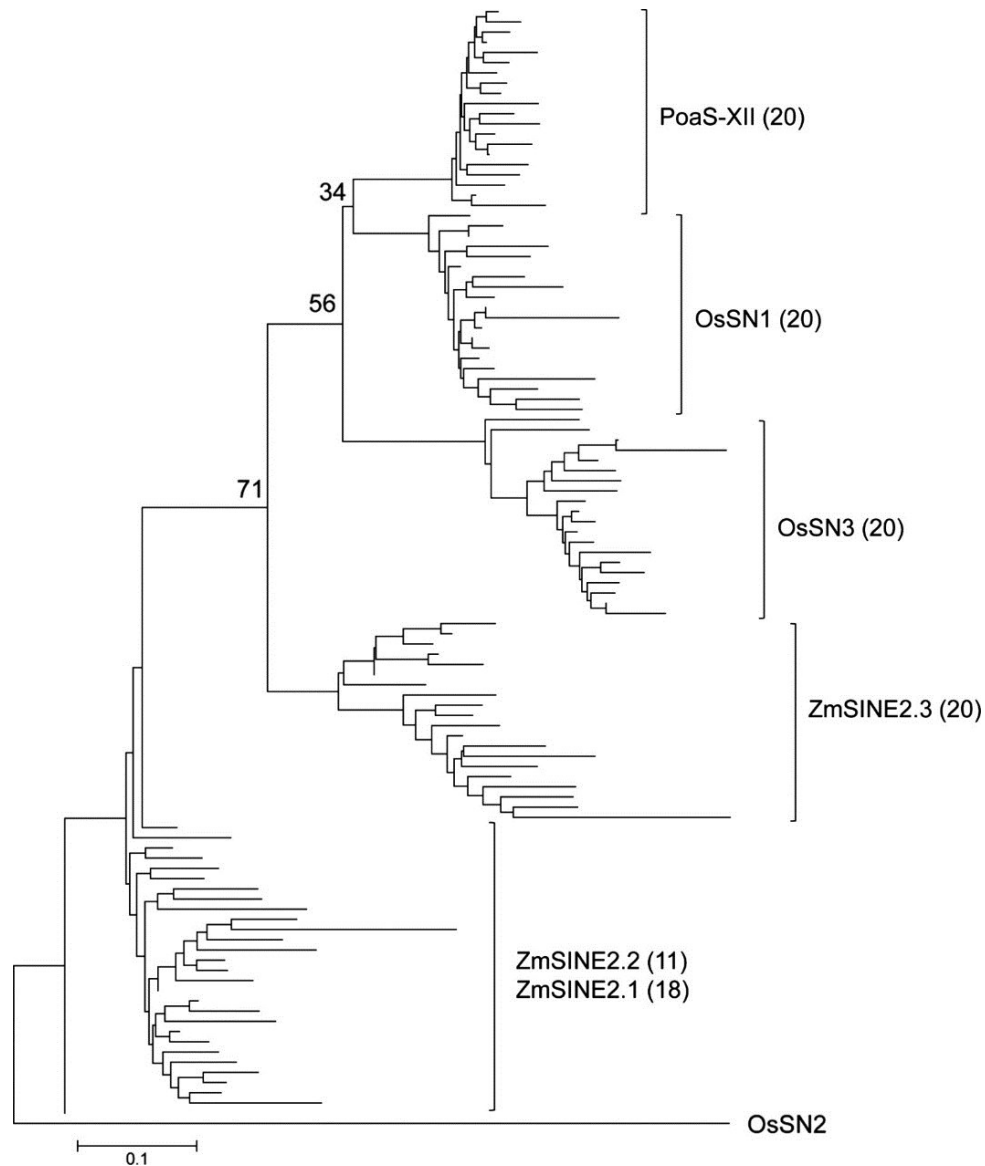 PoaS-XII (20)
34
56
OsSN1 (20)
71
OsSN3 (20)
ZmSINE2.3 (20)
ZmSINE2.2 (11)
ZmSINE2.1 (18)
OsSN2
0.1